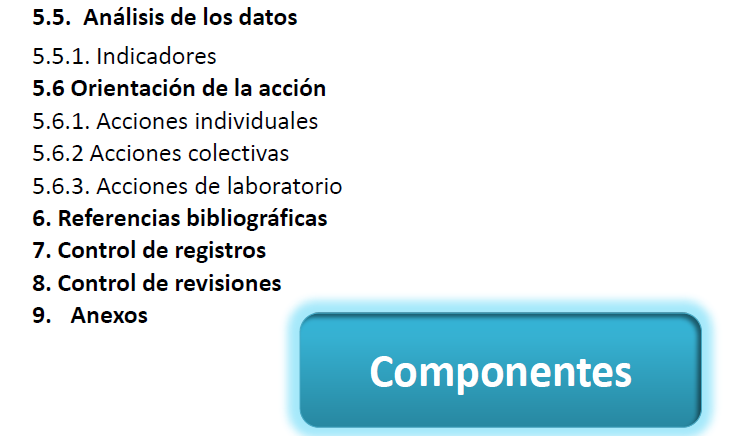 5.5. Análisis de los datos
5.5.1. Indicadores
5.6 Orientación de la acción
5.6.1. Acciones individuales
5.6.2 Acciones colectivas
5.6.3. Acciones de laboratorio
6. Referencias bibliográficas
7. Control de registros
8. Control de revisiones
9. Anexos
Componentes